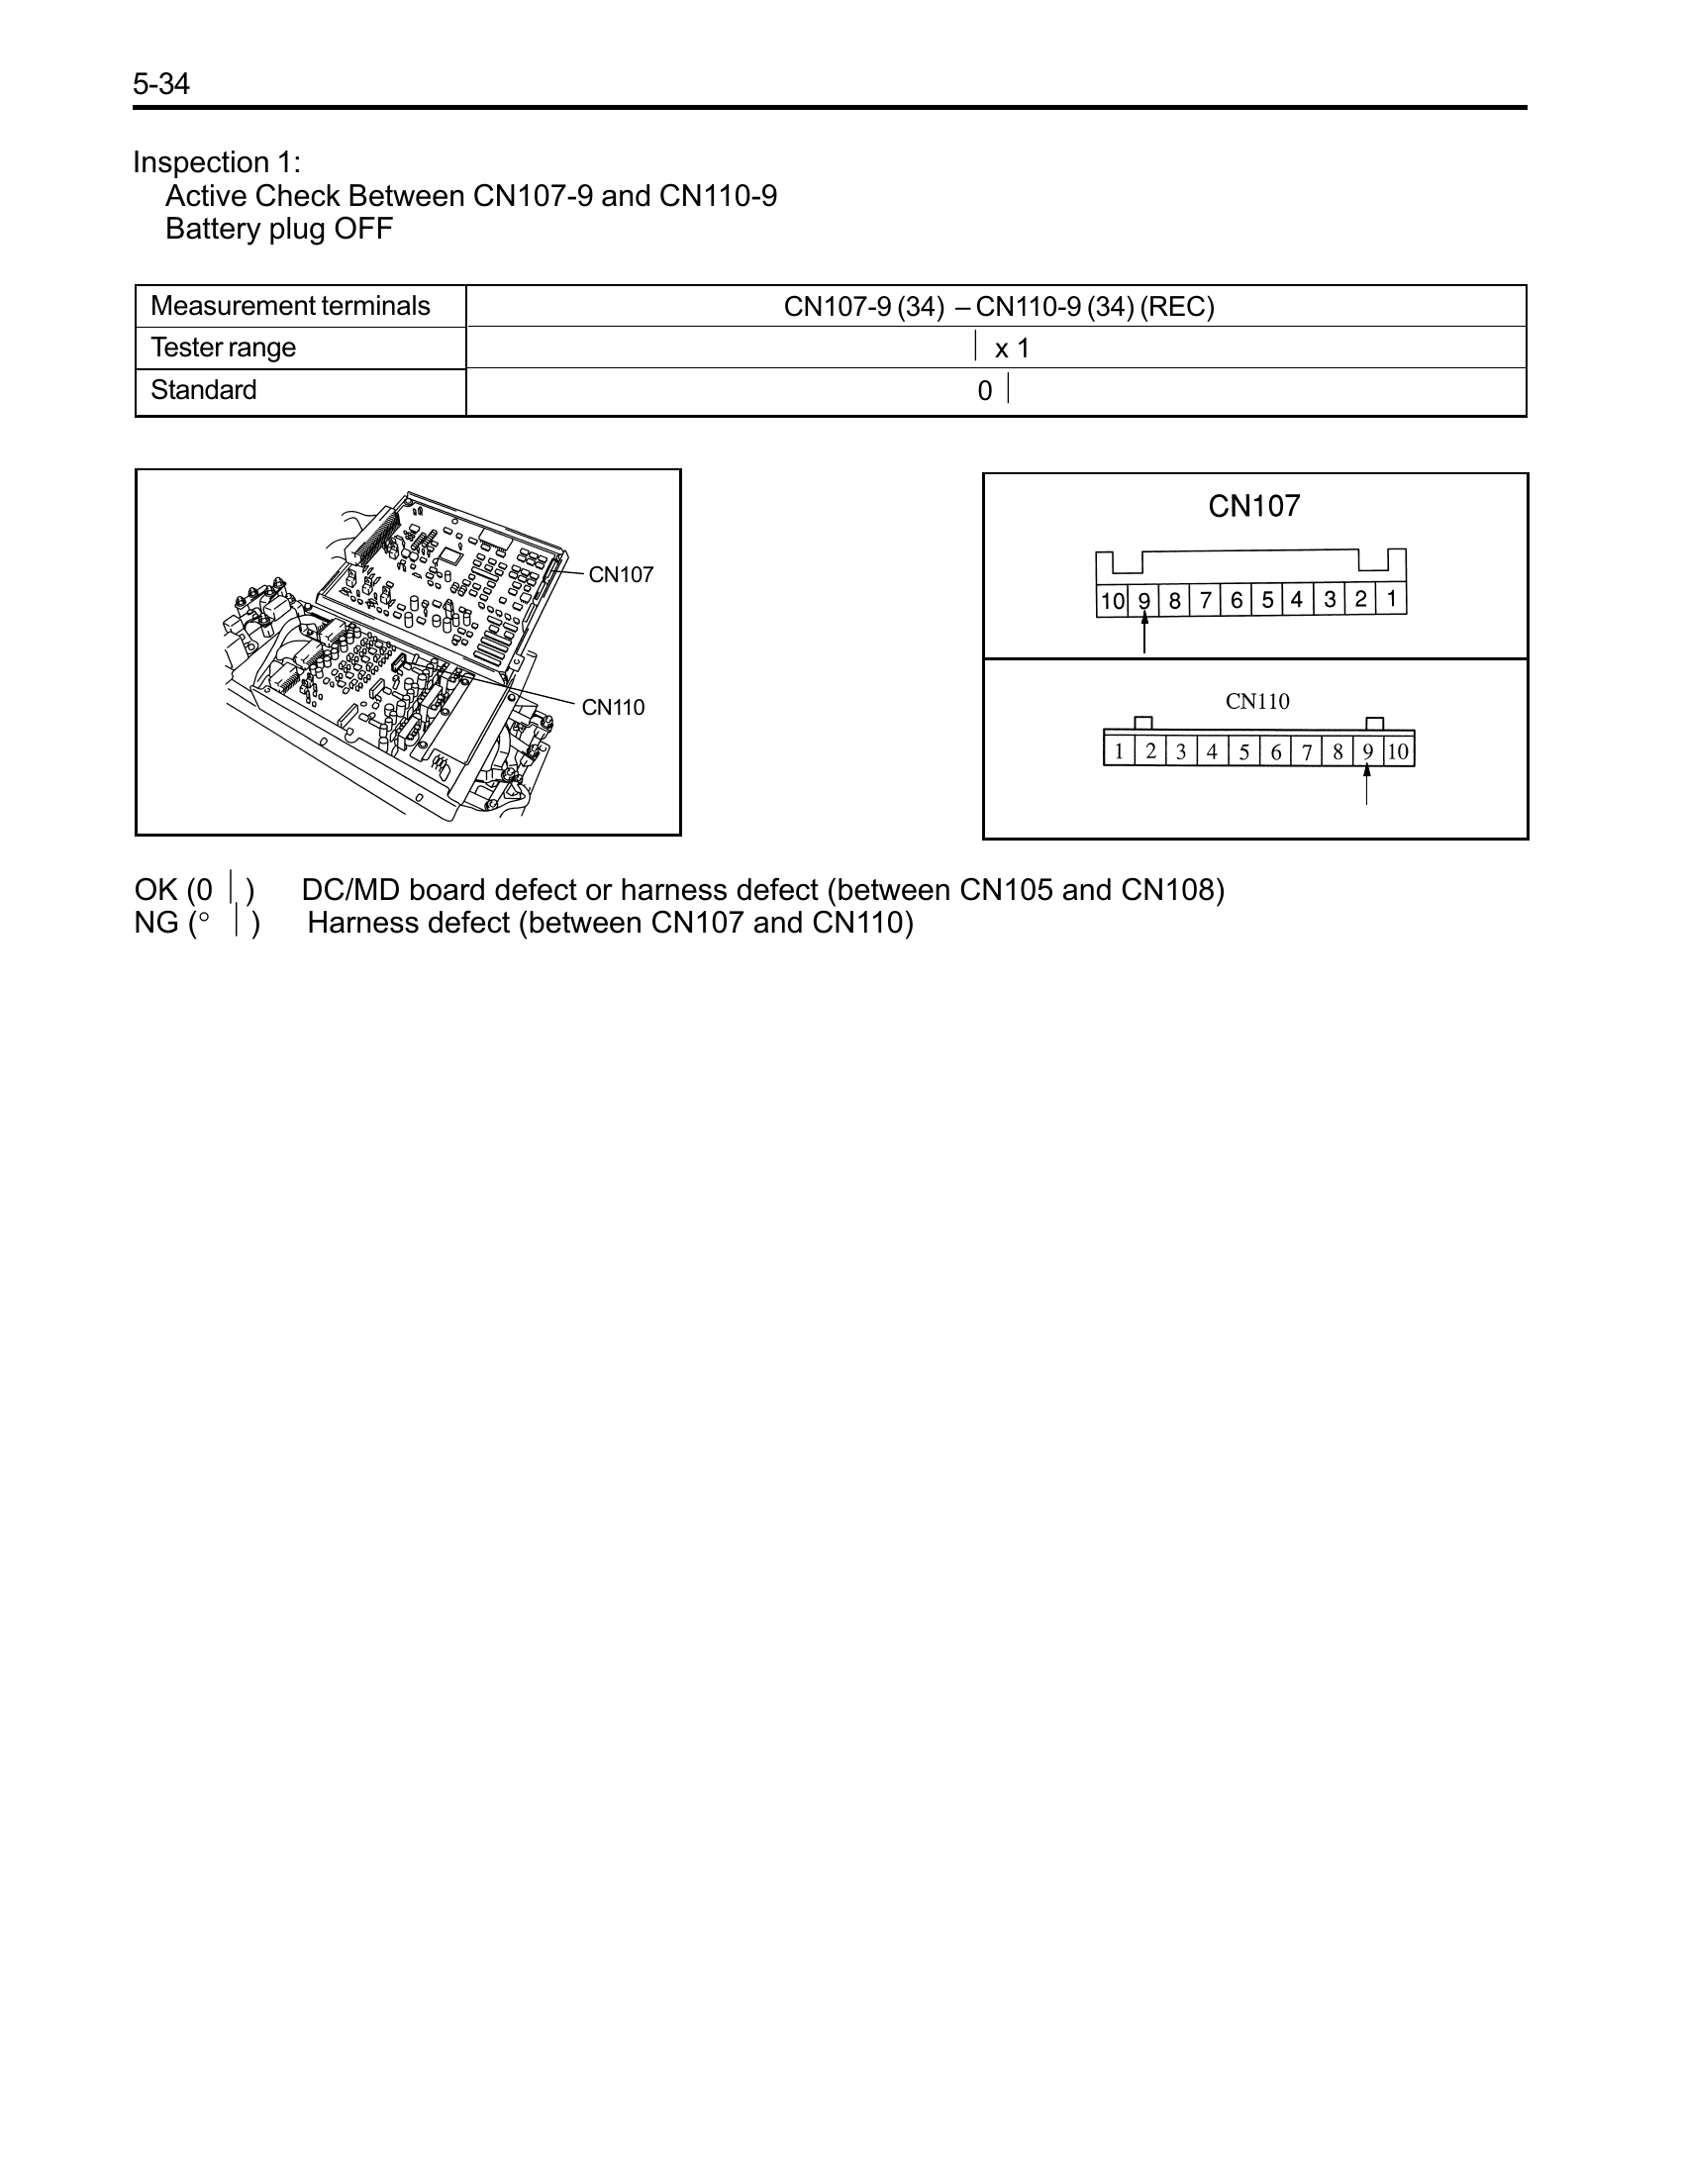 5-34
Inspection 1:
Active Check Between CN107-9 and CN110-9
Battery plug OFF
Measurement terminals CN107-9 (34) – CN110-9 (34) (REC)
Tester range | x 1
Standard 0 |
CN107
CN110
CN107
10 9 8 7 6 5 4 3 2 1
CN110
1 2 3 4 5 6 7 8 9 10
OK (0 | ) DC/MD board defect or harness defect (between CN105 and CN108)
NG (° | ) Harness defect (between CN107 and CN110)